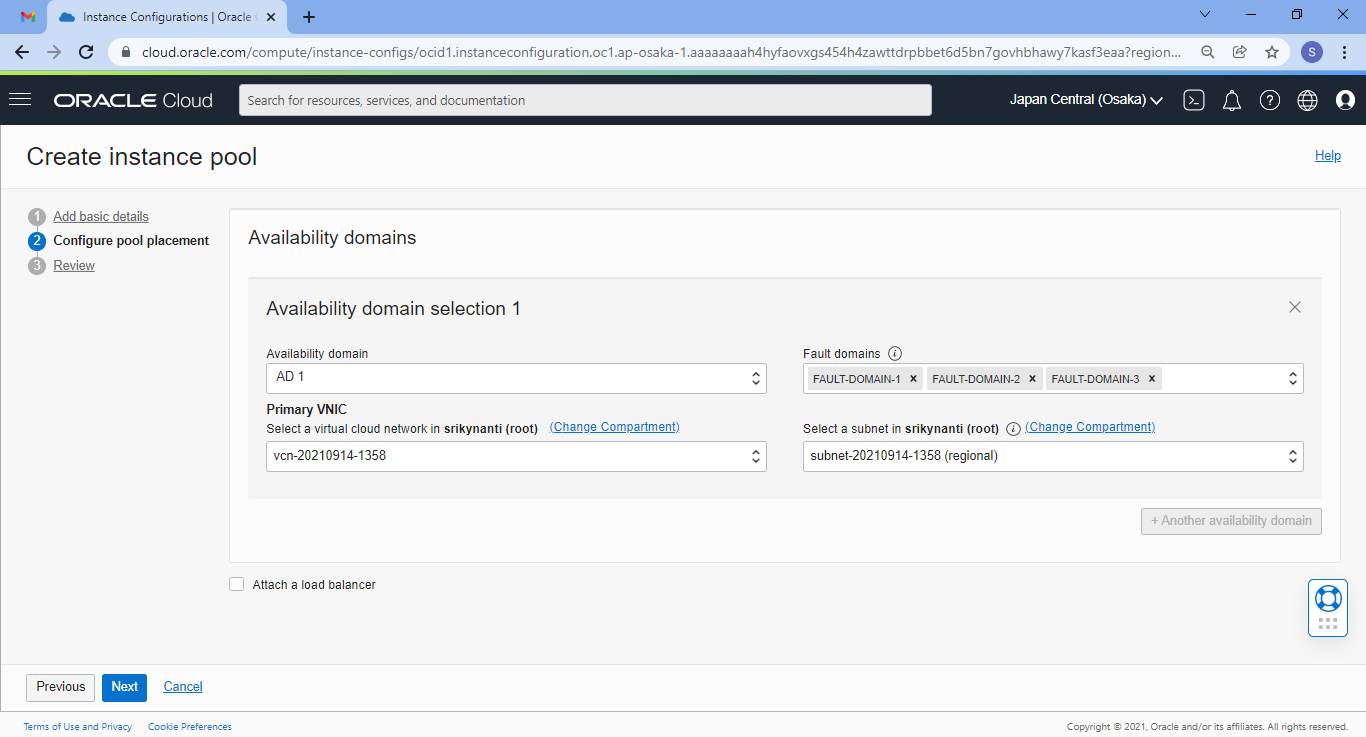 Instance Configurations | Oracle
cloud.oracle.com/compute/instance-configs/ocid1.instanceconfiguration.oc1.ap-osaka-1.aaaaaaaah4hyfaovxgs454h4zawttdrpbbet6d5bn7govhbhawy7kasf3eaa?region...
S
ORACLE Cloud
Search for resources, services, and documentation
Japan Central (Osaka)
Create instance pool
Help
1 Add basic details
2 Configure pool placement
3 Review
Availability domains
Availability domain selection 1
Availability domain
AD 1
Fault domains
FAULT-DOMAIN-1 × FAULT-DOMAIN-2 × FAULT-DOMAIN-3 ×
Primary VNIC
Select a virtual cloud network in srikynanti (root) (Change Compartment)
vcn-20210914-1358
Select a subnet in srikynanti (root) (Change Compartment)
subnet-20210914-1358 (regional)
+ Another availability domain
Attach a load balancer
Previous Next Cancel
Terms of Use and Privacy Cookie Preferences
Copyright © 2021, Oracle and/or its affiliates. All rights reserved.